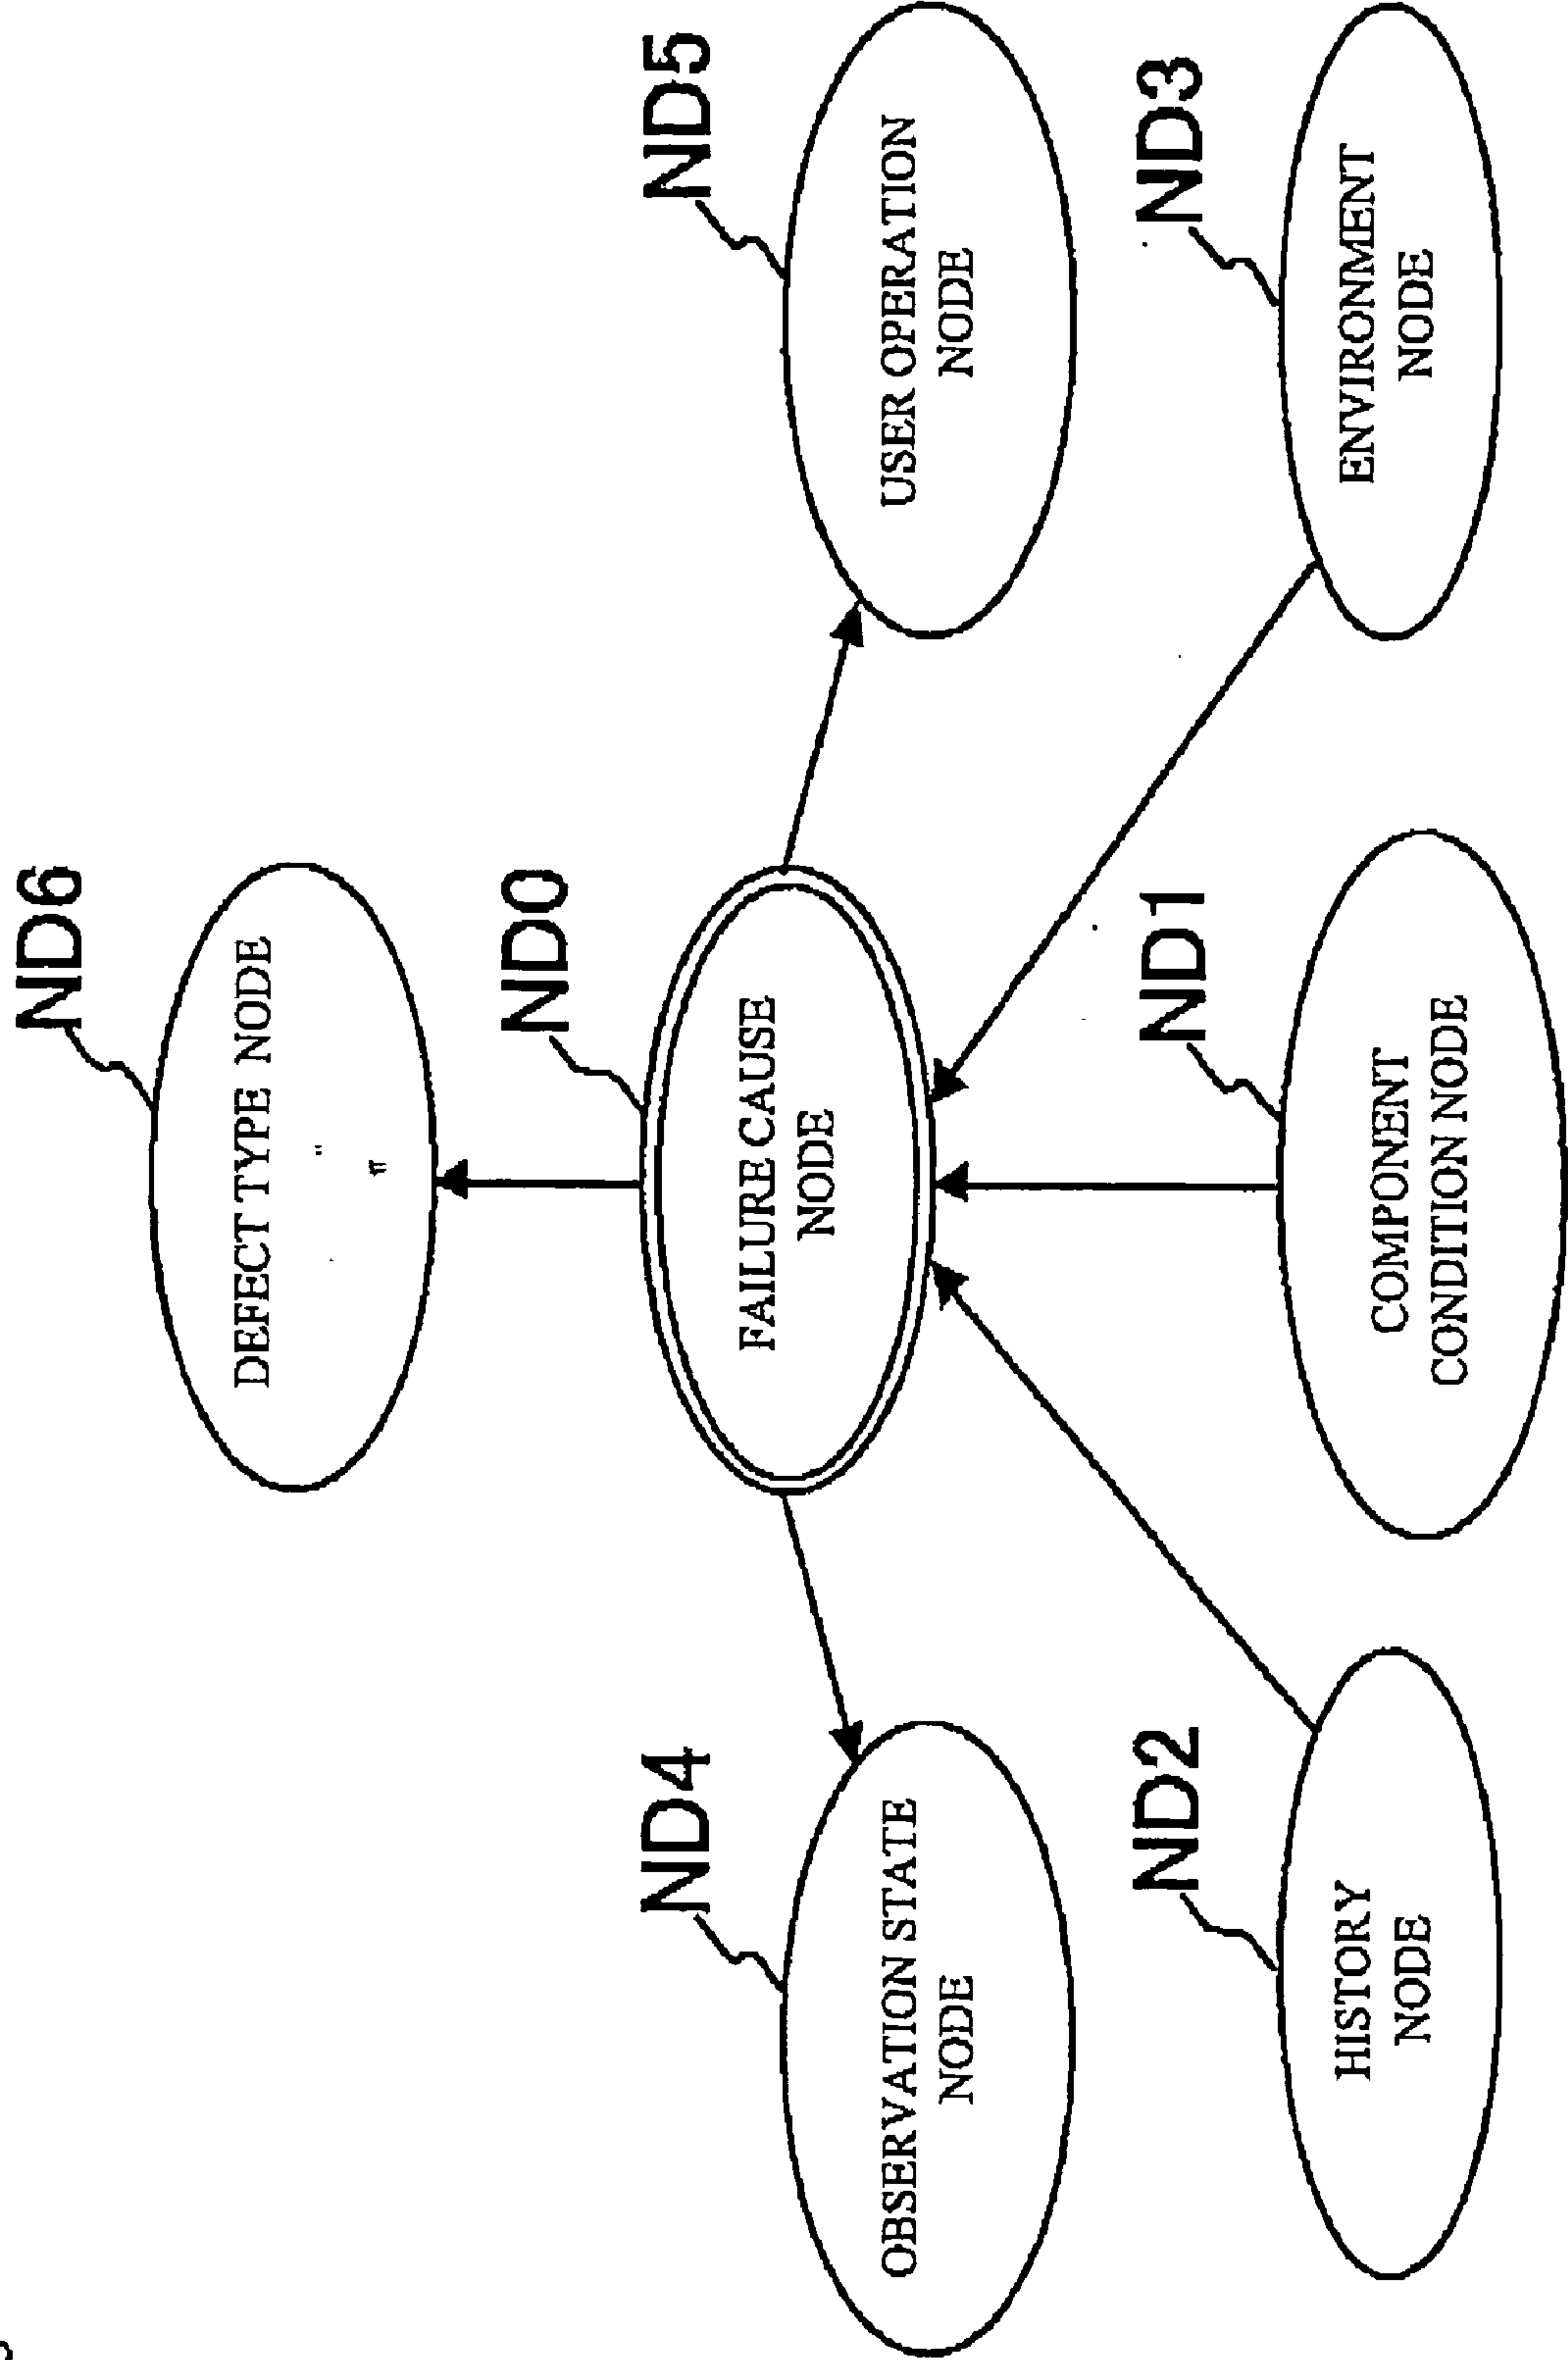 ND6
DEFECT TYPE NODE
ND0
FAILURE CAUSE
NODE
ND4
OBSERVATION STATE
NODE
ND5
USER OPERATION
NODE
ND2
HISTORY
NODE
ND1
COMPONENT
CONDITION NODE
ND3
ENVIRONMENT
NODE